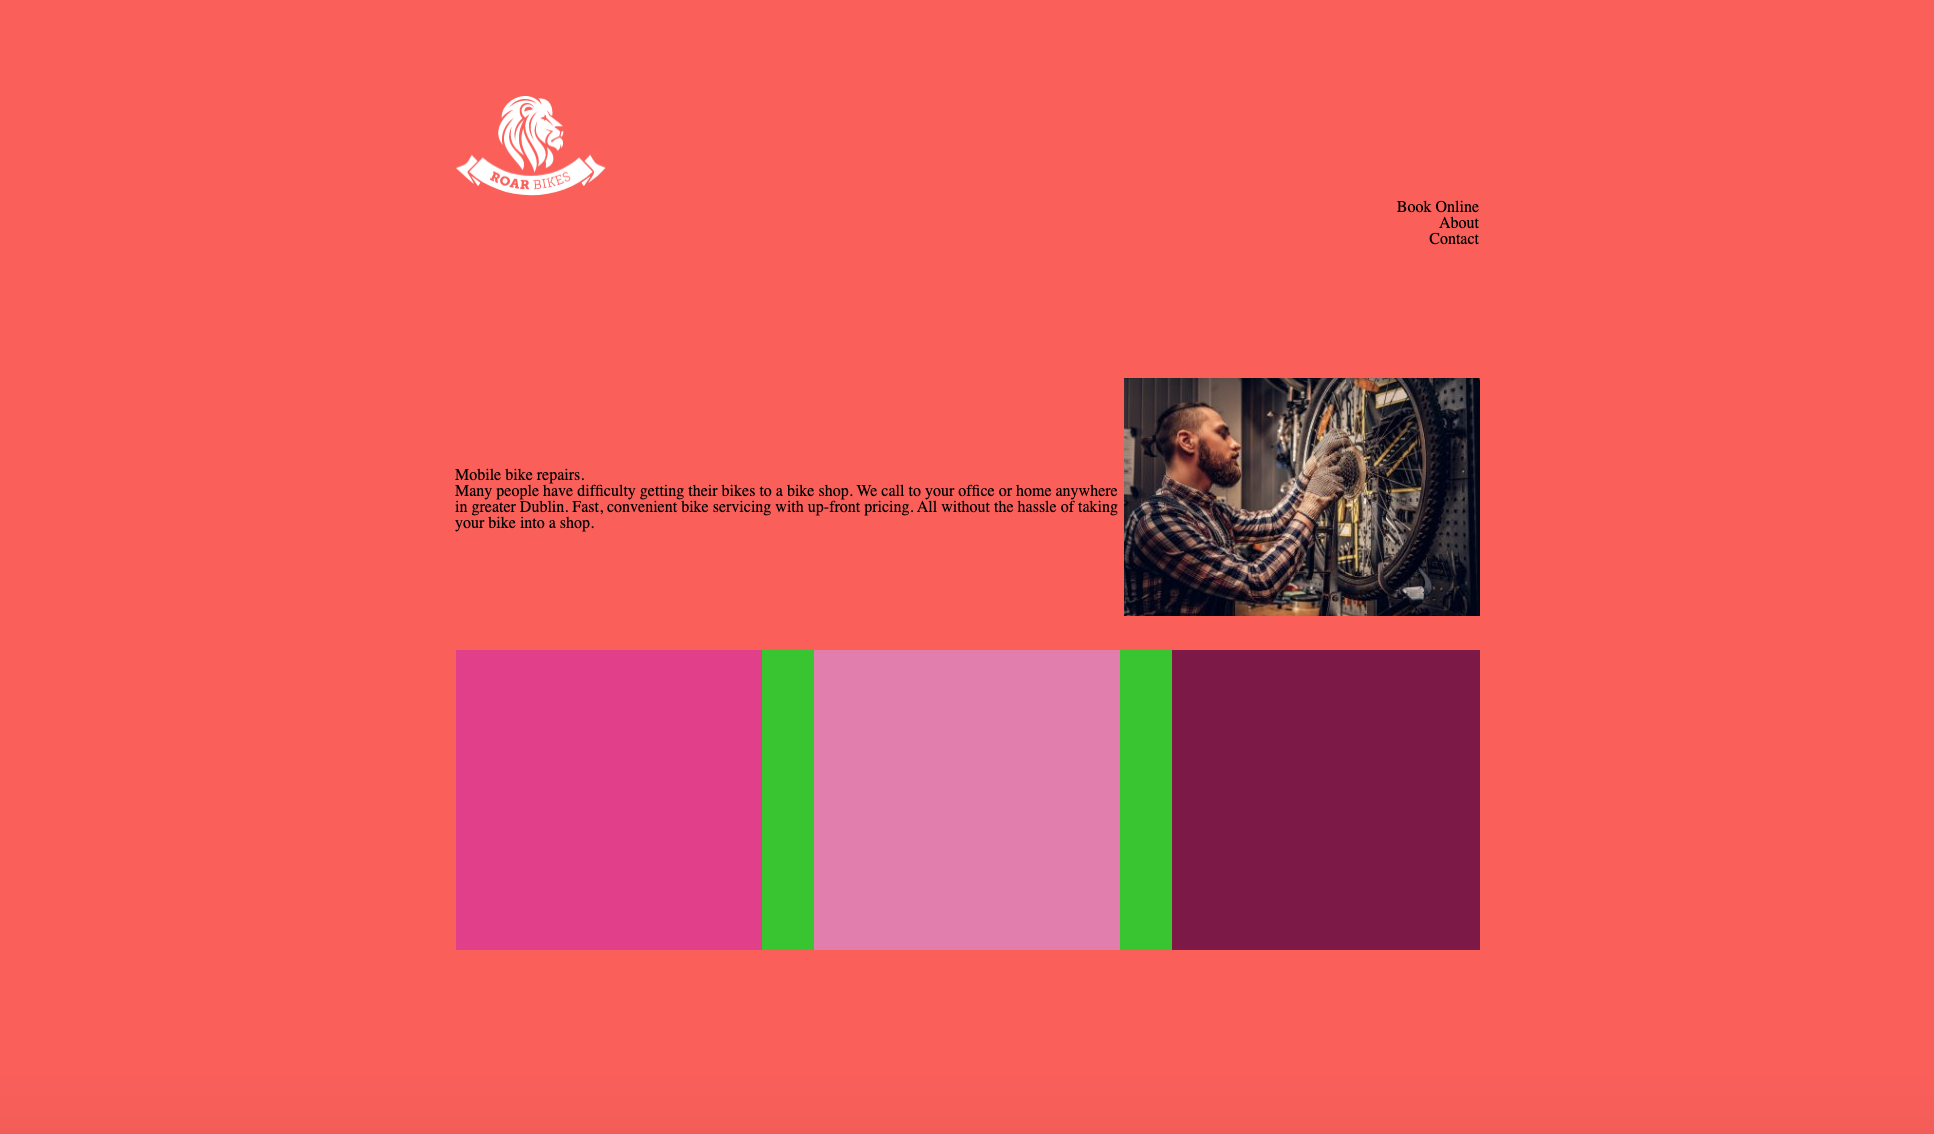 ROAR BIKES
Book Online
About
Contact
Mobile bike repairs.
Many people have difficulty getting their bikes to a bike shop. We call to your office or home anywhere
in greater Dublin. Fast, convenient bike servicing with up-front pricing. All without the hassle of taking
your bike into a shop.